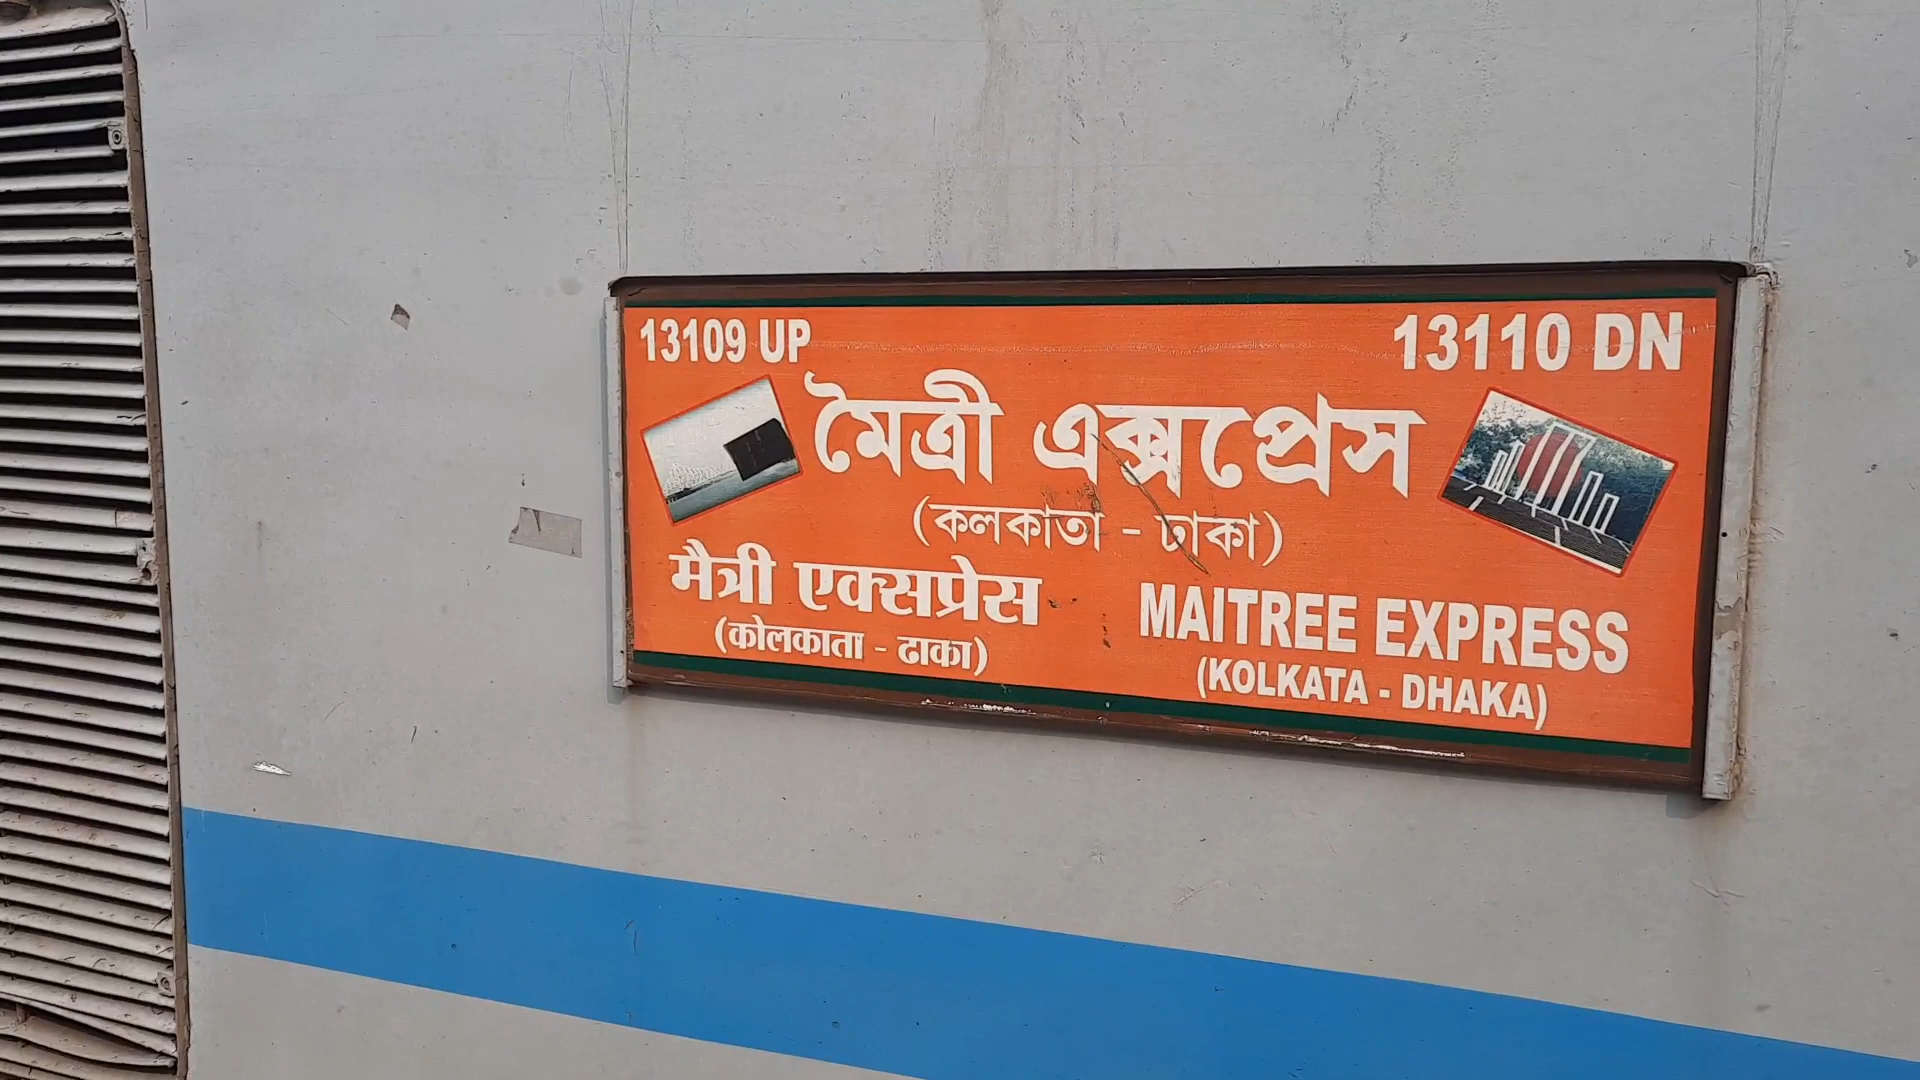 13109 UP
13110 DN
মৈত্রী এক্সপ্রেস
(কলকাতা - ঢাকা)
मैत्री एक्सप्रेस
(कोलकाता - ढाका)
MAITREE EXPRESS
(KOLKATA - DHAKA)